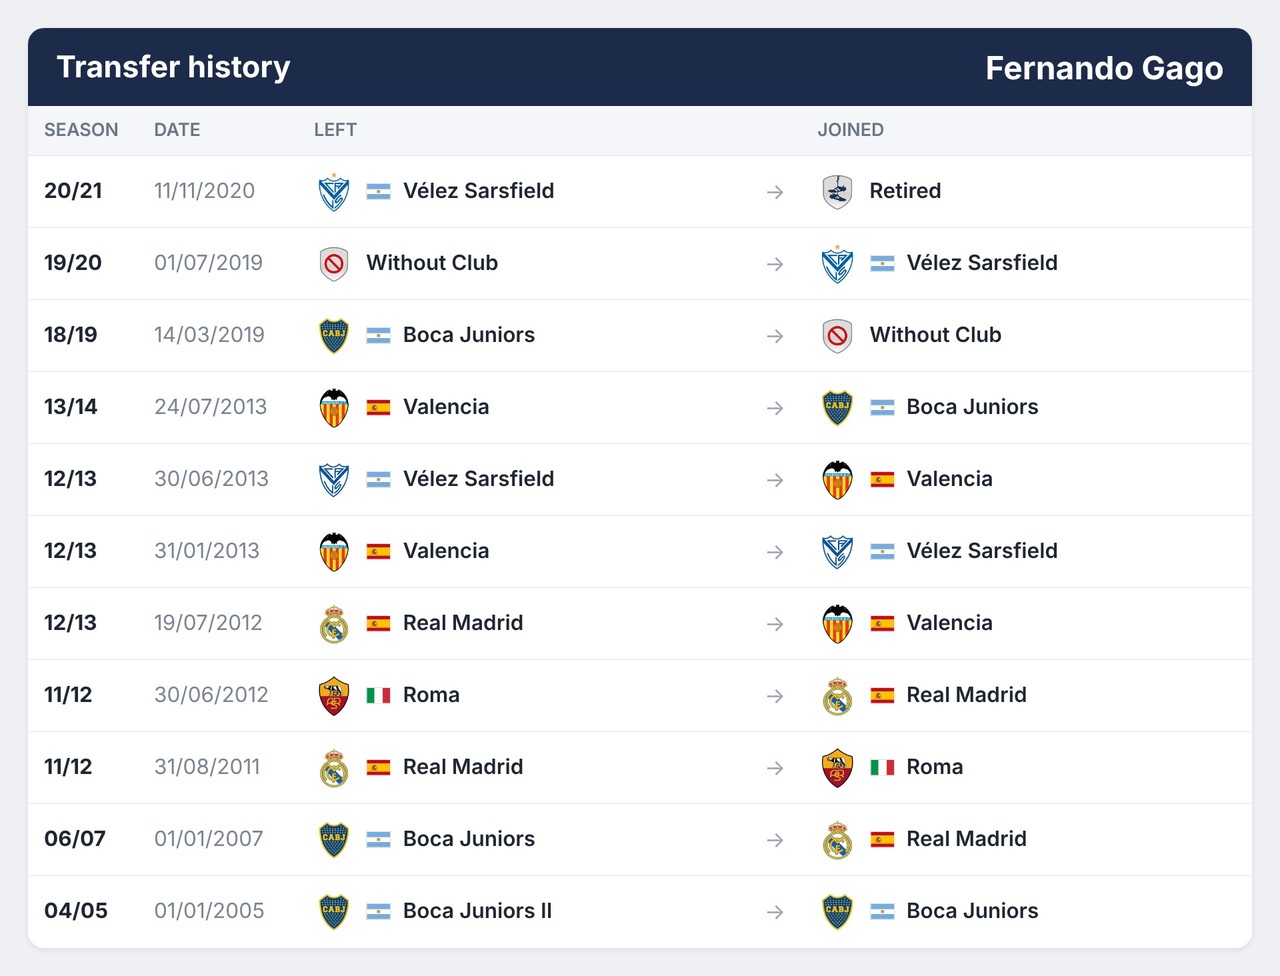 Transfer history Fernando Gago
SEASON DATE LEFT JOINED
20/21 11/11/2020 Vélez Sarsfield → Retired
19/20 01/07/2019 Without Club → Vélez Sarsfield
18/19 14/03/2019 CABJ Boca Juniors → Without Club
13/14 24/07/2013 Valencia → CABJ Boca Juniors
12/13 30/06/2013 Vélez Sarsfield → Valencia
12/13 31/01/2013 Valencia → Vélez Sarsfield
12/13 19/07/2012 Real Madrid → Valencia
11/12 30/06/2012 Roma → Real Madrid
11/12 31/08/2011 Real Madrid → Roma
06/07 01/01/2007 CABJ Boca Juniors → Real Madrid
04/05 01/01/2005 CABJ Boca Juniors II → CABJ Boca Juniors